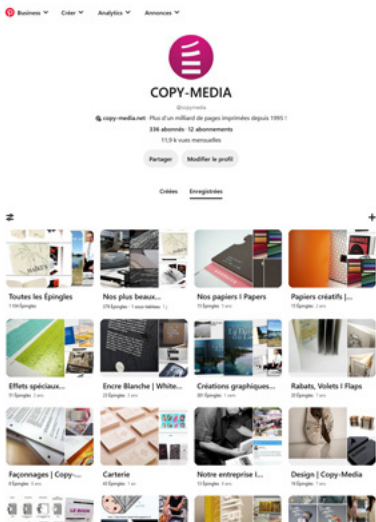 Business
Créer
Analytics
Annonces
COPY-MEDIA
@copymedia
copy-media.net · Plus d'un milliard de pages imprimées depuis 1995 !
336 abonnés · 12 abonnements
11,9 k vues mensuelles
Partager
Modifier le profil
Créées
Enregistrées
Toutes les Épingles
Nos plus beaux...
Nos papiers I Papers
Papiers créatifs |...
Effets spéciaux...
Encre Blanche | White...
Créations graphiques...
Rabats, Volets I Flaps
Façonnages | Copy-...
Carterie
Notre entreprise I...
Design | Copy-Media